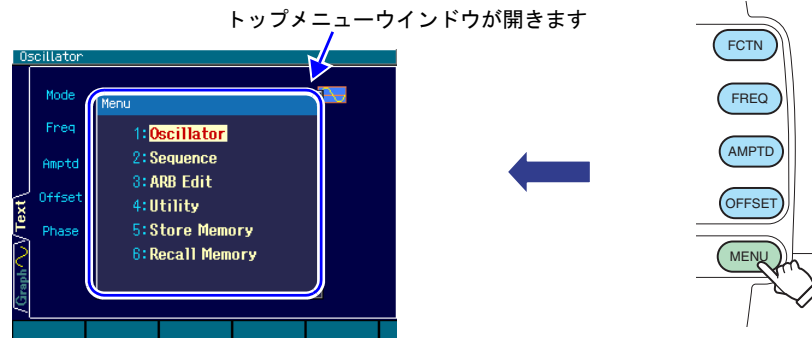 トップメニューウインドウが開きます
Oscillator
Mode
Freq
Amptd
Offset
Phase
Text
Graph
Menu
1:Oscillator
2:Sequence
3:ARB Edit
4:Utility
5:Store Memory
6:Recall Memory
FCTN
FREQ
AMPTD
OFFSET
MENU